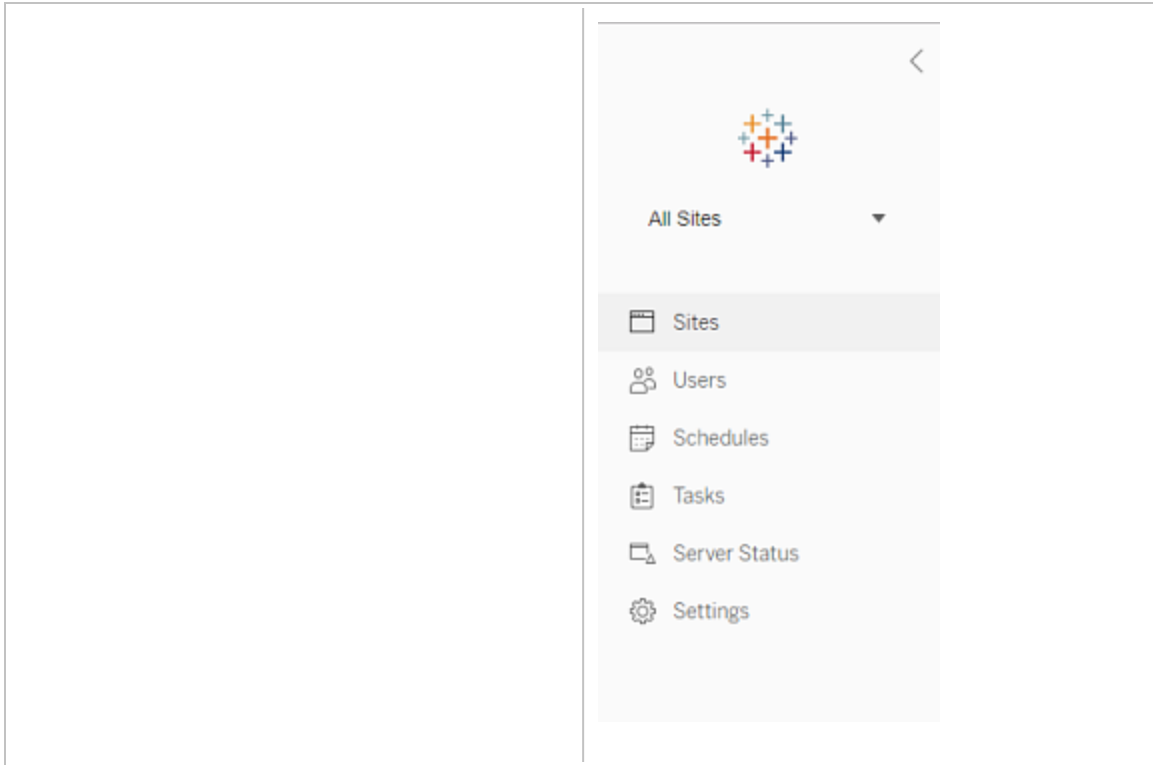 All Sites
Sites
Users
Schedules
Tasks
Server Status
Settings